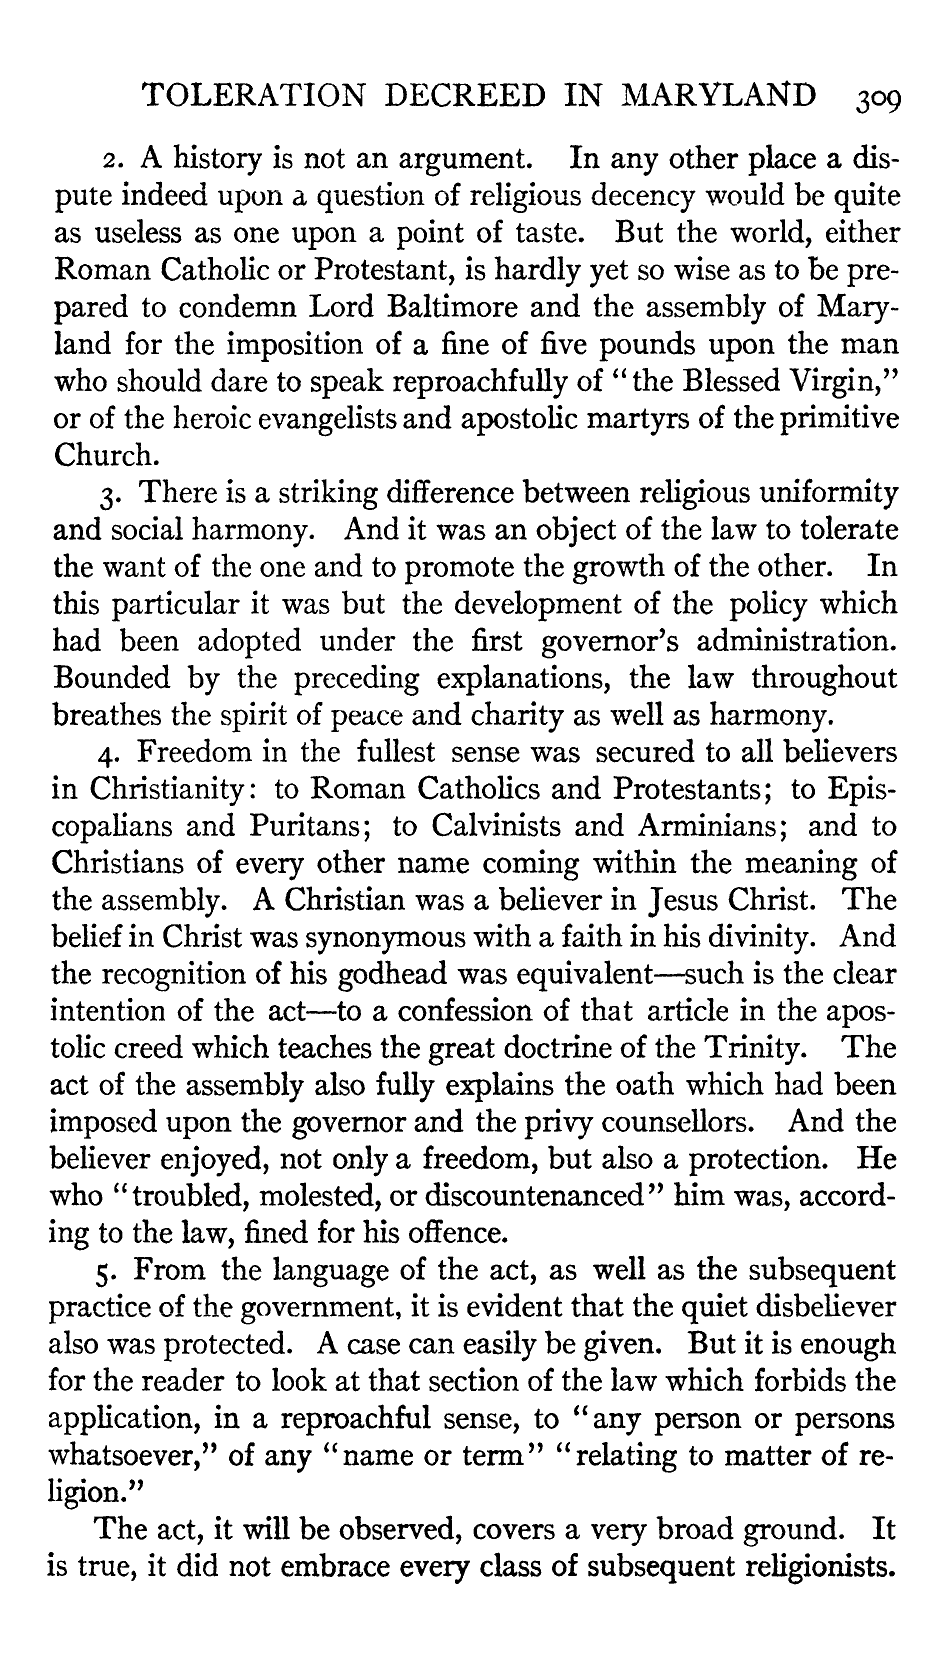 TOLERATION DECREED IN MARYLAND 309
2. A history is not an argument. In any other place a dis-
pute indeed upon a question of religious decency would be quite
as useless as one upon a point of taste. But the world, either
Roman Catholic or Protestant, is hardly yet so wise as to be pre-
pared to condemn Lord Baltimore and the assembly of Mary-
land for the imposition of a fine of five pounds upon the man
who should dare to speak reproachfully of "the Blessed Virgin,"
or of the heroic evangelists and apostolic martyrs of the primitive
Church.
3. There is a striking difference between religious uniformity
and social harmony. And it was an object of the law to tolerate
the want of the one and to promote the growth of the other. In
this particular it was but the development of the policy which
had been adopted under the first governor's administration.
Bounded by the preceding explanations, the law throughout
breathes the spirit of peace and charity as well as harmony.
4. Freedom in the fullest sense was secured to all believers
in Christianity: to Roman Catholics and Protestants; to Epis-
copalians and Puritans; to Calvinists and Arminians; and to
Christians of every other name coming within the meaning of
the assembly. A Christian was a believer in Jesus Christ. The
belief in Christ was synonymous with a faith in his divinity. And
the recognition of his godhead was equivalent—such is the clear
intention of the act—to a confession of that article in the apos-
tolic creed which teaches the great doctrine of the Trinity. The
act of the assembly also fully explains the oath which had been
imposed upon the governor and the privy counsellors. And the
believer enjoyed, not only a freedom, but also a protection. He
who "troubled, molested, or discountenanced" him was, accord-
ing to the law, fined for his offence.
5. From the language of the act, as well as the subsequent
practice of the government, it is evident that the quiet disbeliever
also was protected. A case can easily be given. But it is enough
for the reader to look at that section of the law which forbids the
application, in a reproachful sense, to "any person or persons
whatsoever," of any "name or term" "relating to matter of re-
ligion."
The act, it will be observed, covers a very broad ground. It
is true, it did not embrace every class of subsequent religionists.